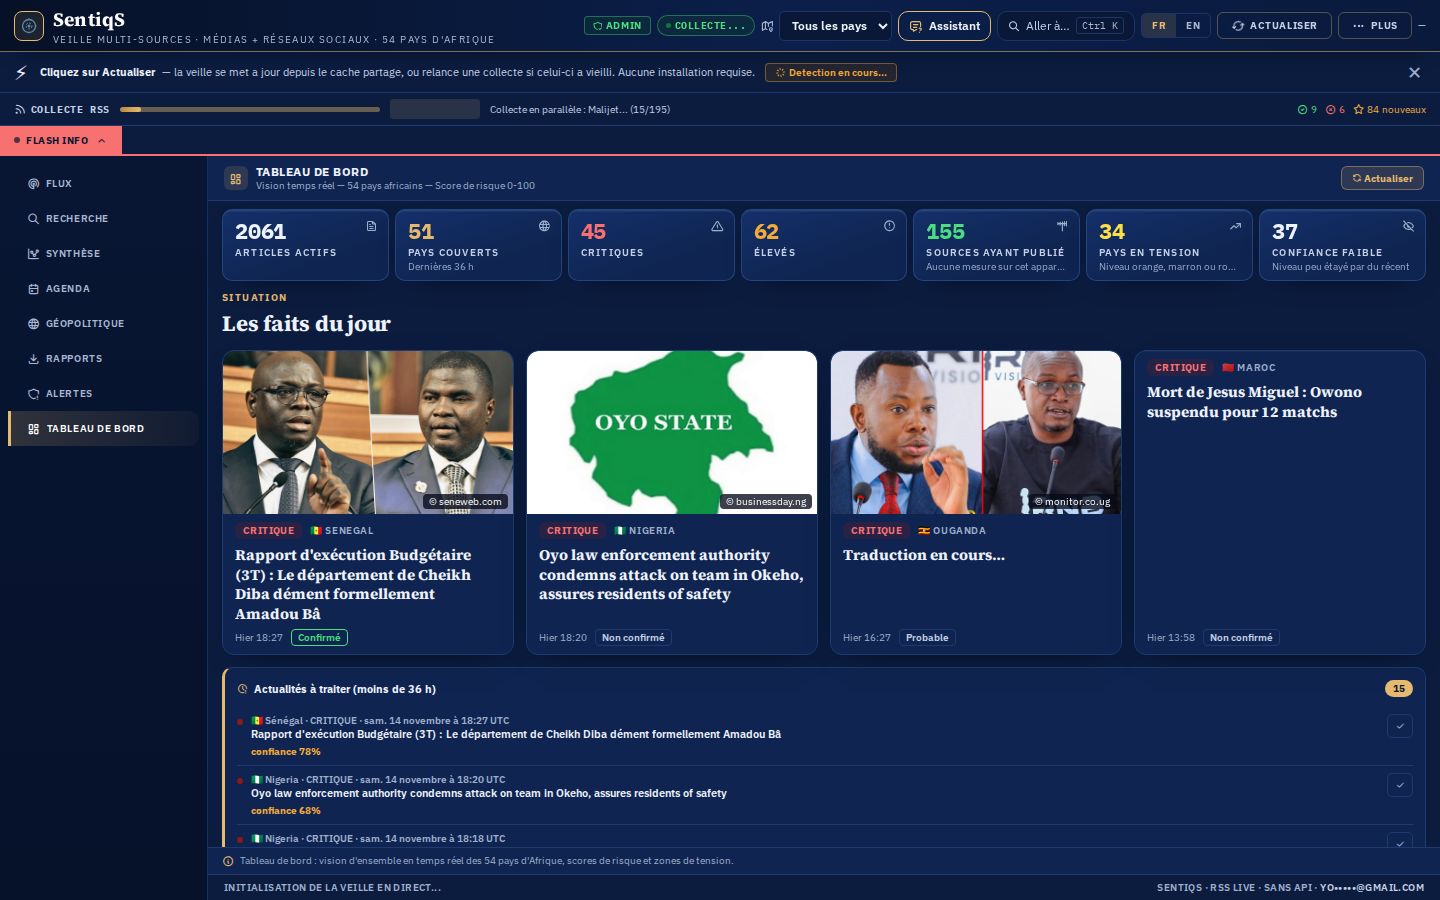 SentiqS
VEILLE MULTI-SOURCES · MÉDIAS + RÉSEAUX SOCIAUX · 54 PAYS D'AFRIQUE
ADMIN
COLLECTE...
Tous les pays
Assistant
Aller à... Ctrl K
FR EN
ACTUALISER
PLUS
Cliquez sur Actualiser — la veille se met a jour depuis le cache partage, ou relance une collecte si celui-ci a vieilli. Aucune installation requise.
Detection en cours...
COLLECTE RSS
Collecte en parallèle : Malijet... (15/195)
9 6 84 nouveaux
FLASH INFO
FLUX
RECHERCHE
SYNTHÈSE
AGENDA
GÉOPOLITIQUE
RAPPORTS
ALERTES
TABLEAU DE BORD
TABLEAU DE BORD
Vision temps réel — 54 pays africains — Score de risque 0-100
Actualiser
2061
ARTICLES ACTIFS
51
PAYS COUVERTS
Dernières 36 h
45
CRITIQUES
62
ÉLEVÉS
155
SOURCES AYANT PUBLIÉ
Aucune mesure sur cet appar...
34
PAYS EN TENSION
Niveau orange, marron ou ro...
37
CONFIANCE FAIBLE
Niveau peu étayé par du récent
SITUATION
Les faits du jour
© seneweb.com
CRITIQUE SENEGAL
Rapport d'exécution Budgétaire
(3T) : Le département de Cheikh
Diba dément formellement
Amadou Bâ
Hier 18:27 Confirmé
OYO STATE
© businessday.ng
CRITIQUE NIGERIA
Oyo law enforcement authority
condemns attack on team in Okeho,
assures residents of safety
Hier 18:20 Non confirmé
VISI
© monitor.co.ug
CRITIQUE OUGANDA
Traduction en cours...
Hier 16:27 Probable
CRITIQUE MAROC
Mort de Jesus Miguel : Owono
suspendu pour 12 matchs
Hier 13:58 Non confirmé
Actualités à traiter (moins de 36 h)
15
Sénégal · CRITIQUE · sam. 14 novembre à 18:27 UTC
Rapport d'exécution Budgétaire (3T) : Le département de Cheikh Diba dément formellement Amadou Bâ
confiance 78%
Nigeria · CRITIQUE · sam. 14 novembre à 18:20 UTC
Oyo law enforcement authority condemns attack on team in Okeho, assures residents of safety
confiance 68%
Nigeria · CRITIQUE · sam. 14 novembre à 18:18 UTC
Tableau de bord : vision d'ensemble en temps réel des 54 pays d'Afrique, scores de risque et zones de tension.
INITIALISATION DE LA VEILLE EN DIRECT...
SENTIQS · RSS LIVE · SANS API · YO•••••@GMAIL.COM